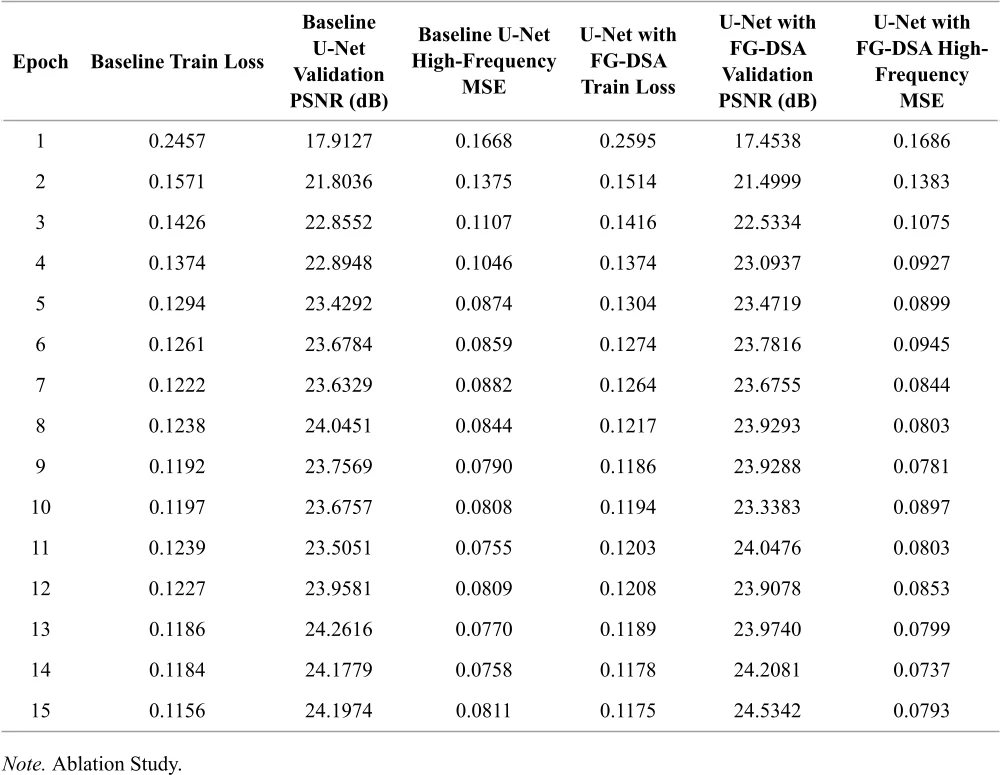 Epoch Baseline Train Loss Baseline U-Net Validation PSNR (dB) Baseline U-Net High-Frequency MSE U-Net with FG-DSA Train Loss U-Net with FG-DSA Validation PSNR (dB) U-Net with FG-DSA High-Frequency MSE
1 0.2457 17.9127 0.1668 0.2595 17.4538 0.1686
2 0.1571 21.8036 0.1375 0.1514 21.4999 0.1383
3 0.1426 22.8552 0.1107 0.1416 22.5334 0.1075
4 0.1374 22.8948 0.1046 0.1374 23.0937 0.0927
5 0.1294 23.4292 0.0874 0.1304 23.4719 0.0899
6 0.1261 23.6784 0.0859 0.1274 23.7816 0.0945
7 0.1222 23.6329 0.0882 0.1264 23.6755 0.0844
8 0.1238 24.0451 0.0844 0.1217 23.9293 0.0803
9 0.1192 23.7569 0.0790 0.1186 23.9288 0.0781
10 0.1197 23.6757 0.0808 0.1194 23.3383 0.0897
11 0.1239 23.5051 0.0755 0.1203 24.0476 0.0803
12 0.1227 23.9581 0.0809 0.1208 23.9078 0.0853
13 0.1186 24.2616 0.0770 0.1189 23.9740 0.0799
14 0.1184 24.1779 0.0758 0.1178 24.2081 0.0737
15 0.1156 24.1974 0.0811 0.1175 24.5342 0.0793
Note. Ablation Study.